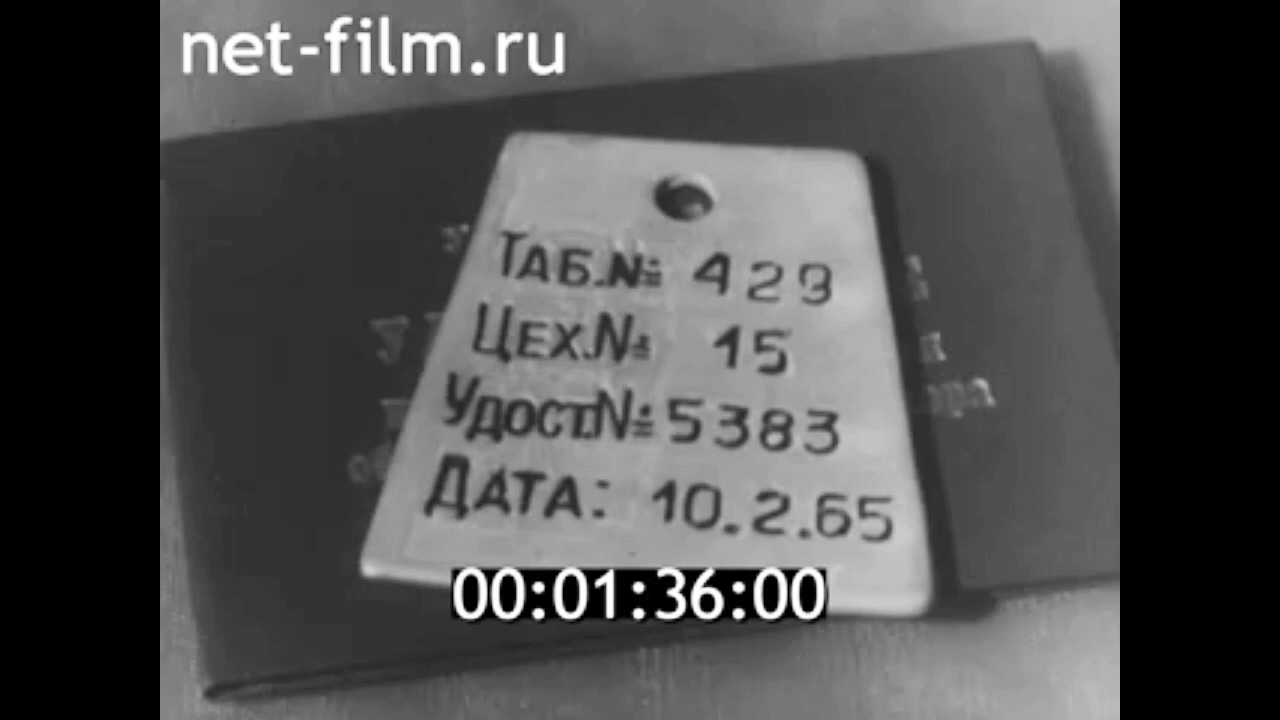 net-film.ru
ТАБ.№ 429
ЦЕХ.№ 15
УДОСТ.№ 5383
ДАТА: 10.2.65
00:01:36:00